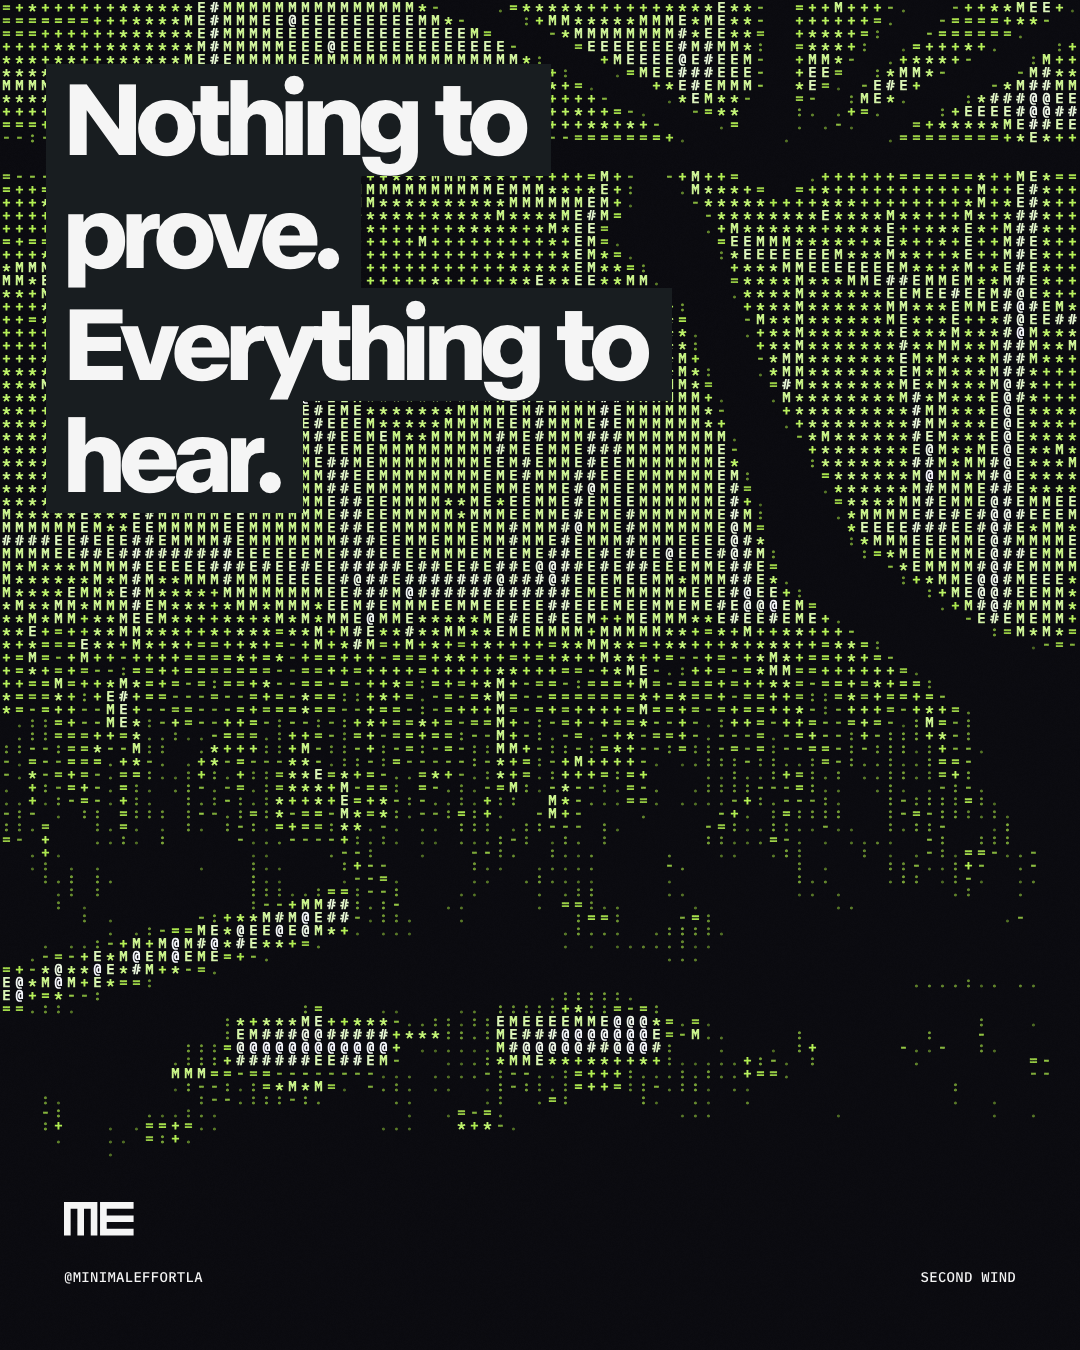 Nothing to
prove.
Everything to
hear.
ME
@MINIMALEFFORTLA
SECOND WIND